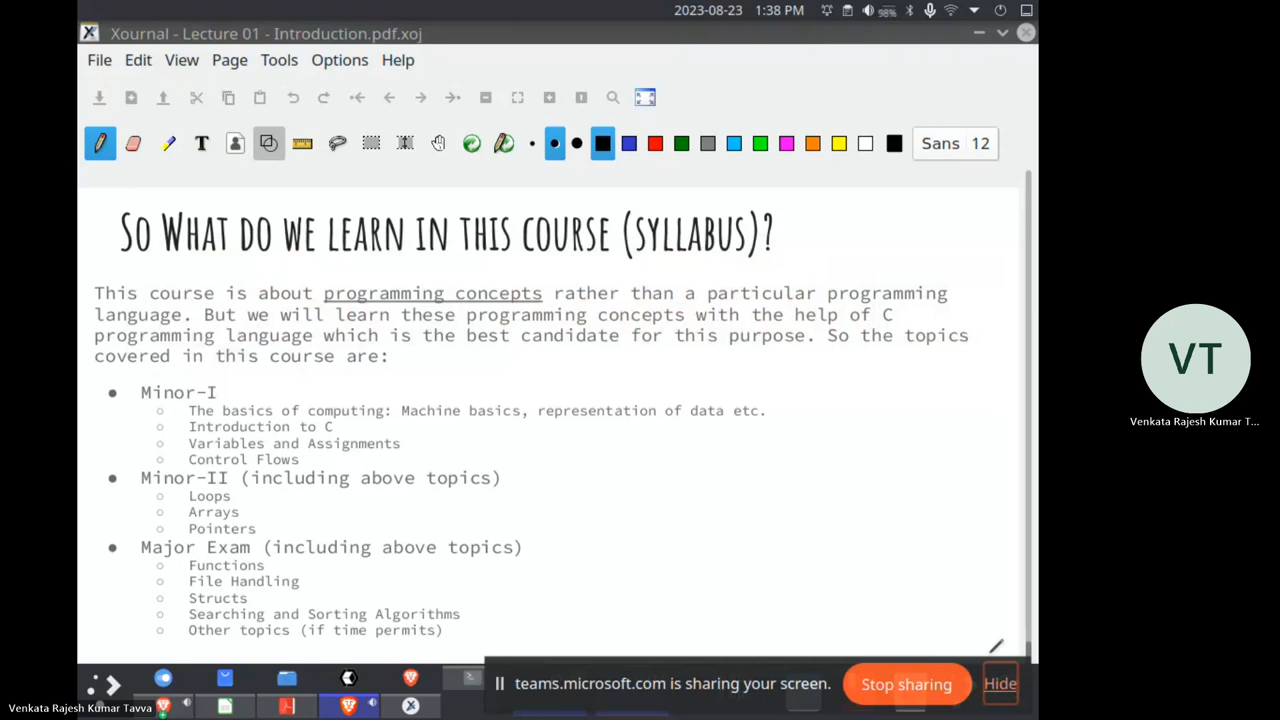 2023-08-23 1:38 PM 98%
Xournal - Lecture 01 - Introduction.pdf.xoj
File Edit View Page Tools Options Help
T Sans 12
So What do we learn in this course (syllabus)?
This course is about programming concepts rather than a particular programming
language. But we will learn these programming concepts with the help of C
programming language which is the best candidate for this purpose. So the topics
covered in this course are:
● Minor-I
○ The basics of computing: Machine basics, representation of data etc.
○ Introduction to C
○ Variables and Assignments
○ Control Flows
● Minor-II (including above topics)
○ Loops
○ Arrays
○ Pointers
● Major Exam (including above topics)
○ Functions
○ File Handling
○ Structs
○ Searching and Sorting Algorithms
○ Other topics (if time permits)
VT
Venkata Rajesh Kumar T...
teams.microsoft.com is sharing your screen. Stop sharing Hide
Venkata Rajesh Kumar Tavva